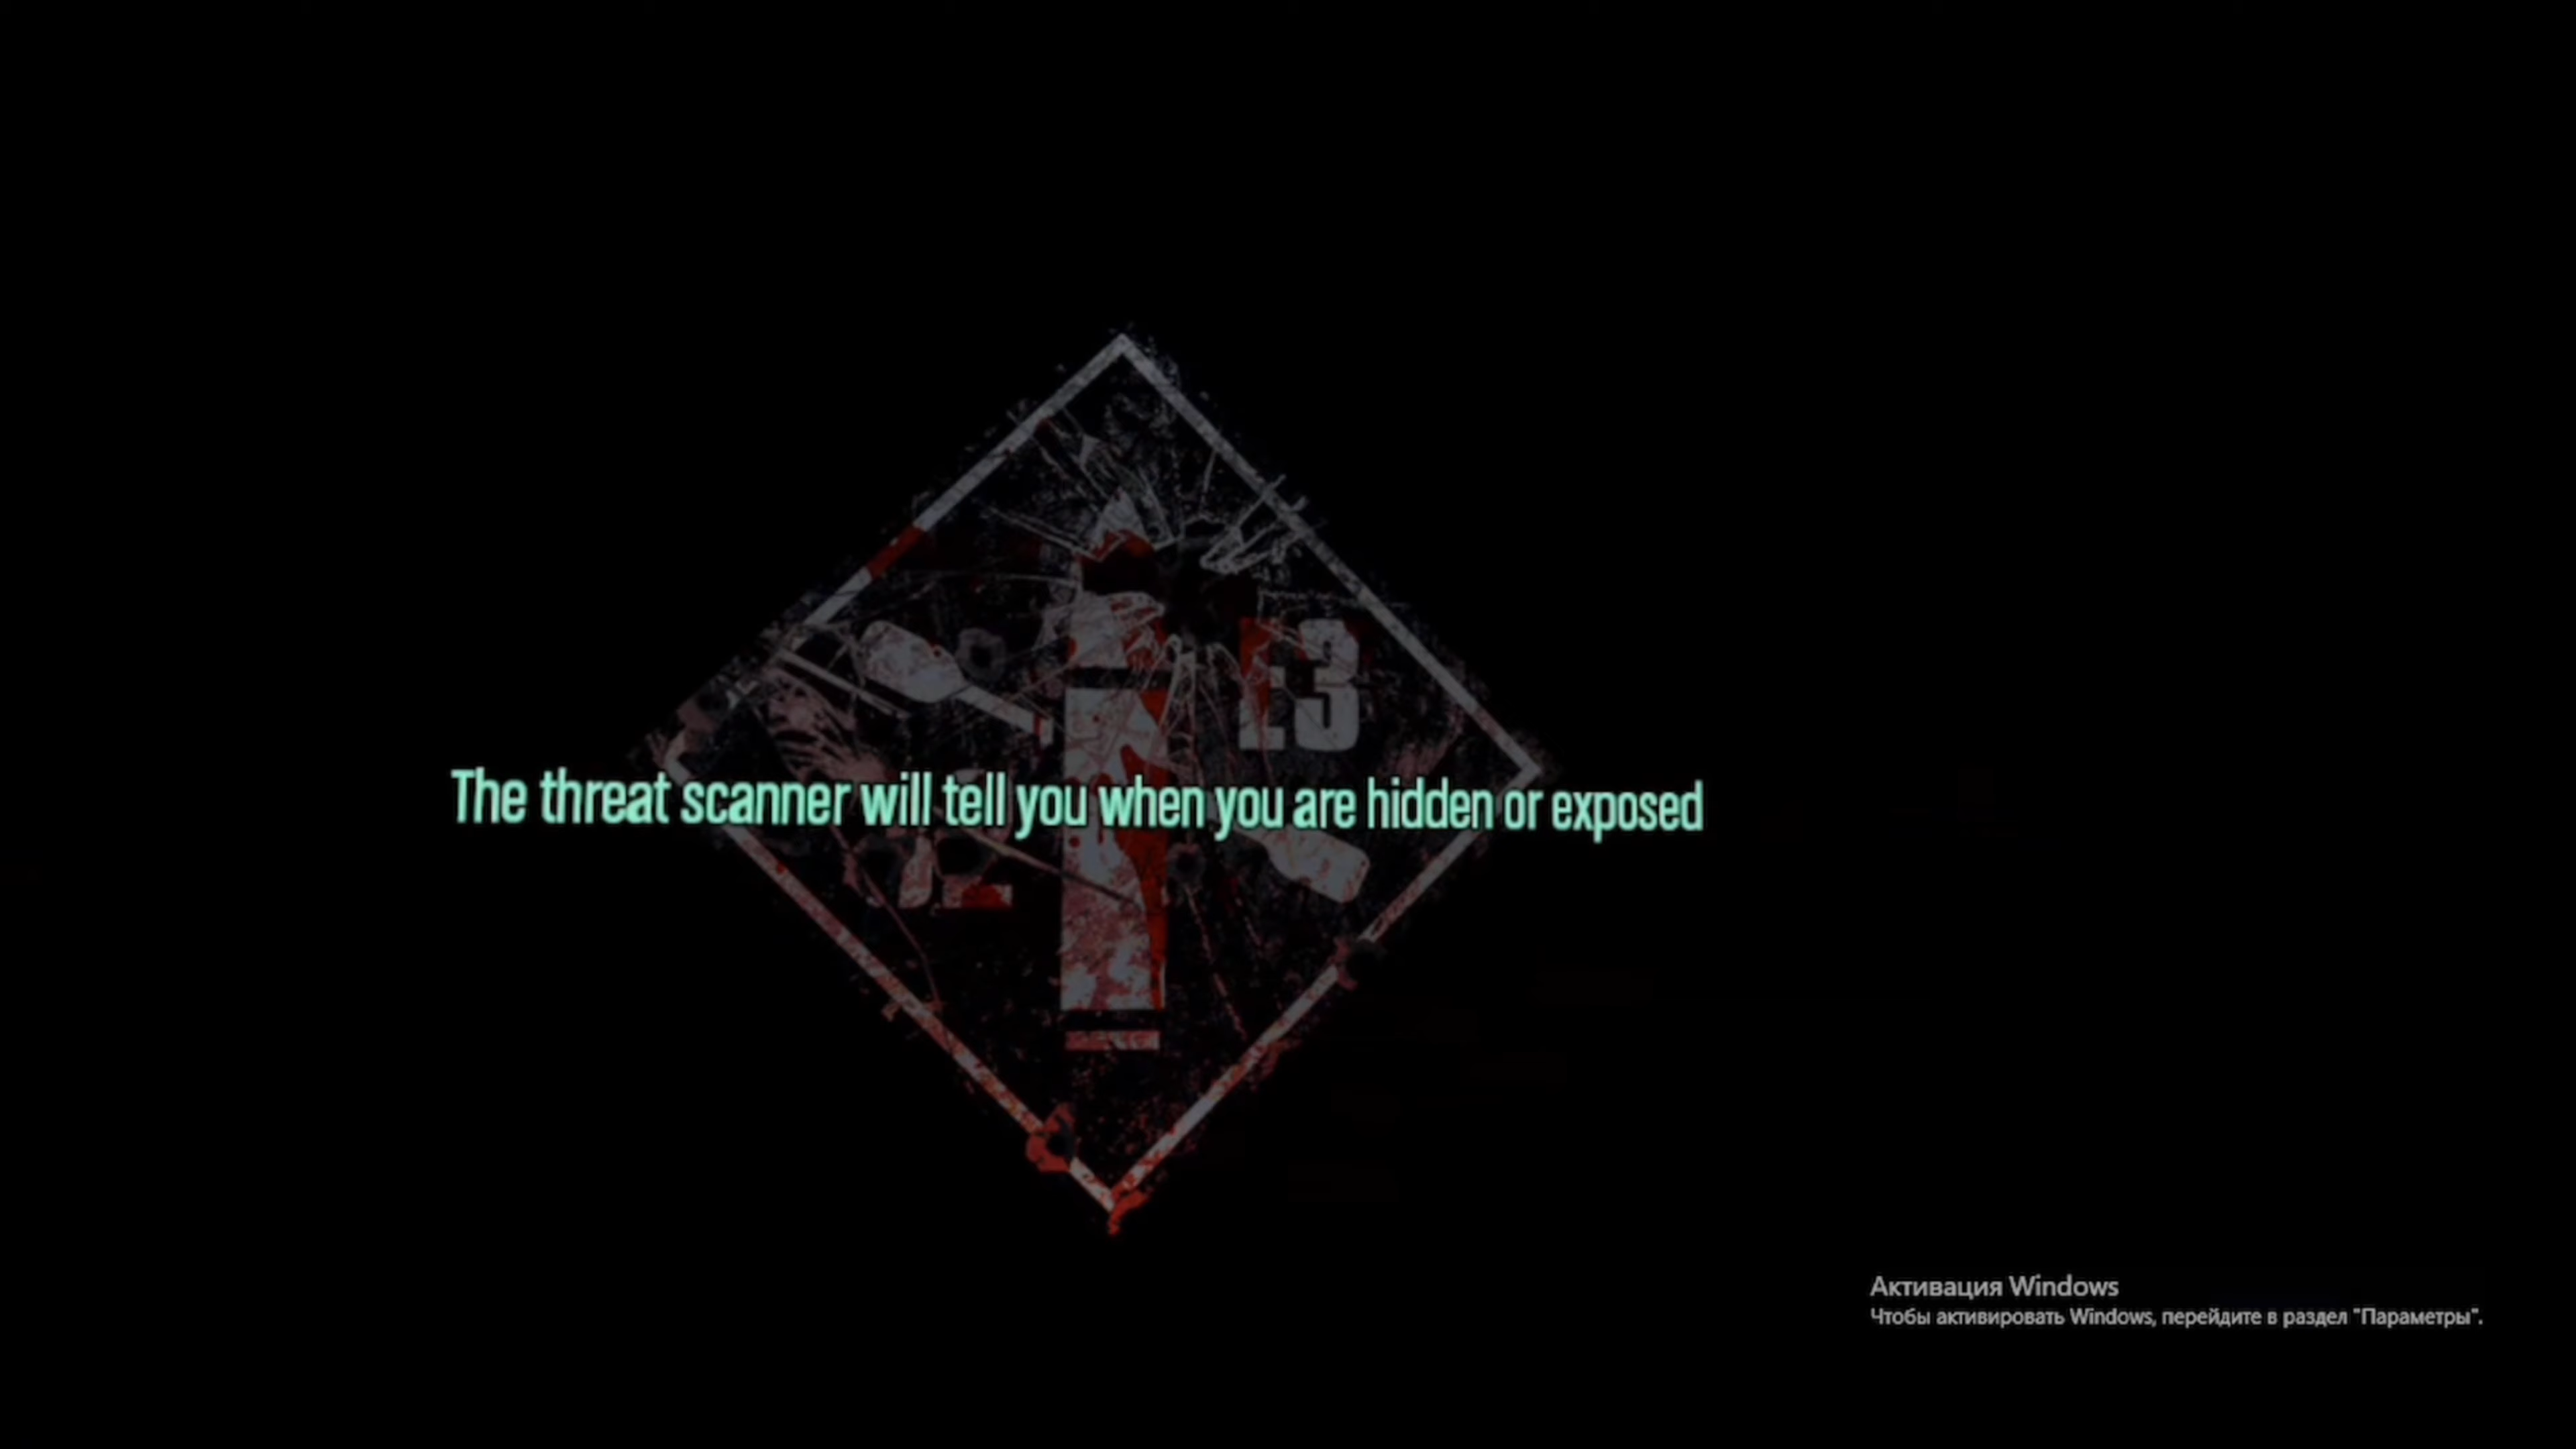 E3
The threat scanner will tell you when you are hidden or exposed
Активация Windows
Чтобы активировать Windows, перейдите в раздел "Параметры".